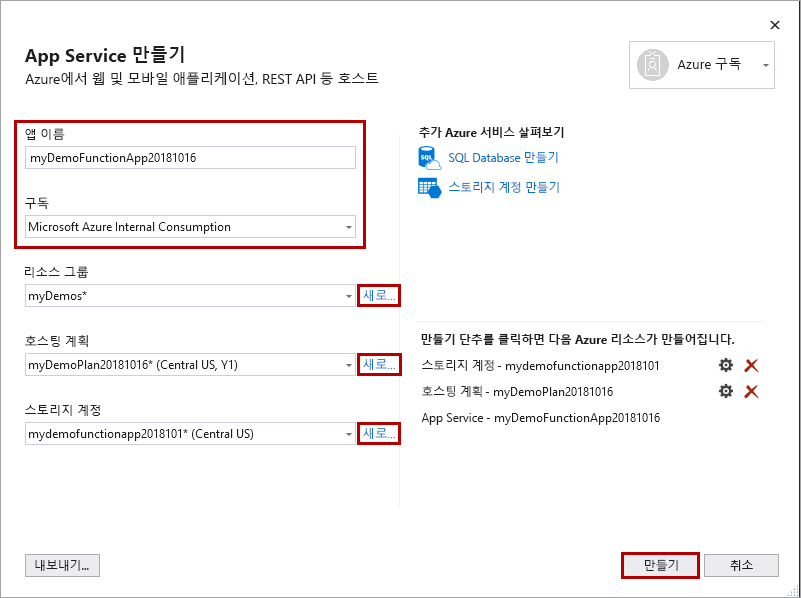 App Service 만들기
Azure에서 웹 및 모바일 애플리케이션, REST API 등 호스트
Azure 구독
앱 이름
myDemoFunctionApp20181016
구독
Microsoft Azure Internal Consumption
리소스 그룹
myDemos*
새로...
호스팅 계획
myDemoPlan20181016* (Central US, Y1)
새로...
스토리지 계정
mydemofunctionapp2018101* (Central US)
새로...
추가 Azure 서비스 살펴보기
SQL
SQL Database 만들기
스토리지 계정 만들기
만들기 단추를 클릭하면 다음 Azure 리소스가 만들어집니다.
스토리지 계정 - mydemofunctionapp2018101
호스팅 계획 - myDemoPlan20181016
App Service - myDemoFunctionApp20181016
내보내기...
만들기
취소